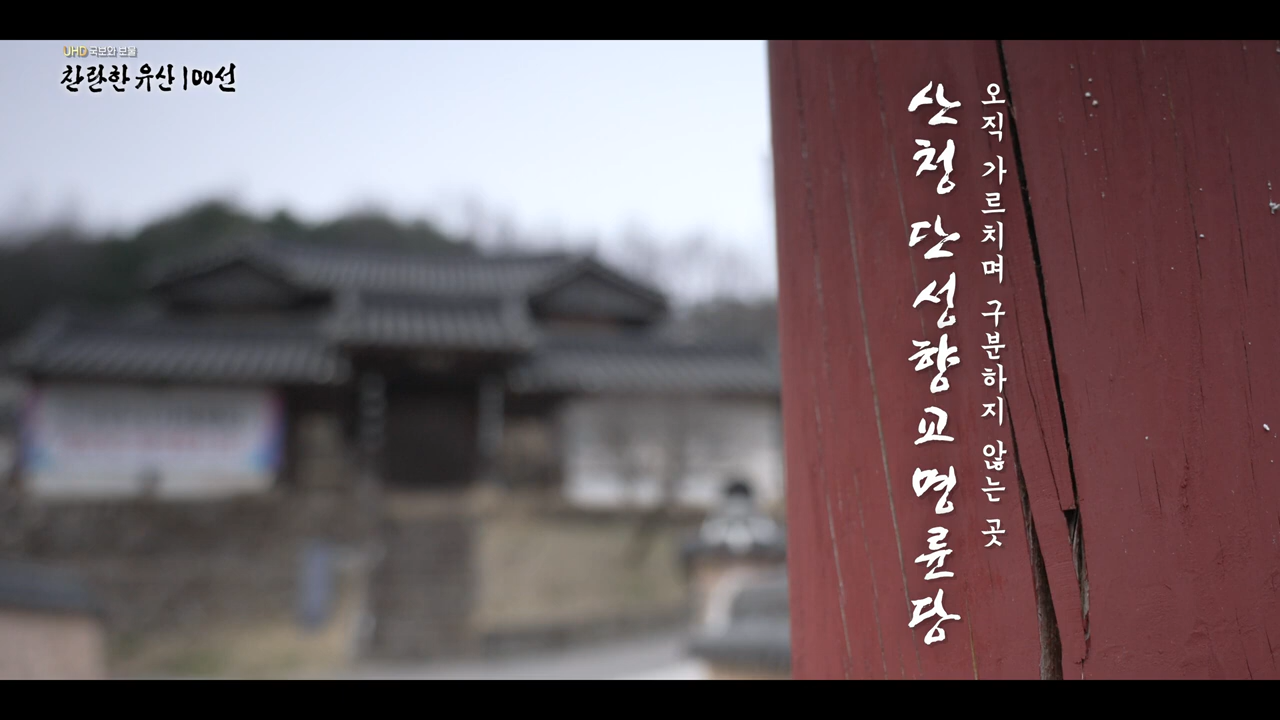 UHD 국보와 보물
찬란한 유산 100선
오직 가르치며 구분하지 않는 곳
산청 단성향교 명륜당